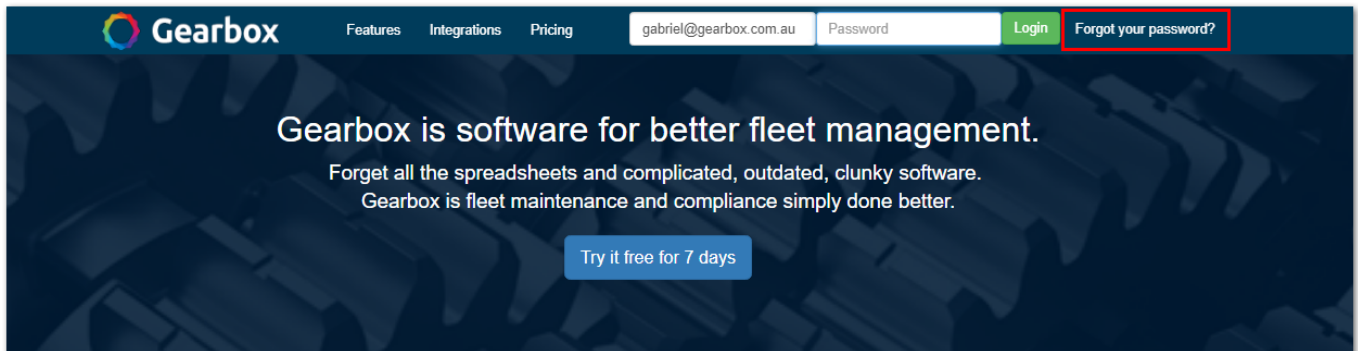 Gearbox Features Integrations Pricing gabriel@gearbox.com.au Password Login Forgot your password?
Gearbox is software for better fleet management.
Forget all the spreadsheets and complicated, outdated, clunky software.
Gearbox is fleet maintenance and compliance simply done better.
Try it free for 7 days